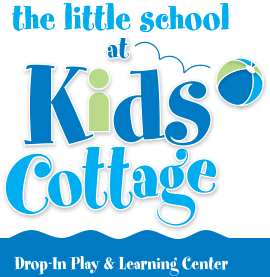 the little school
at
Kids
Cottage
Drop-In Play & Learning Center